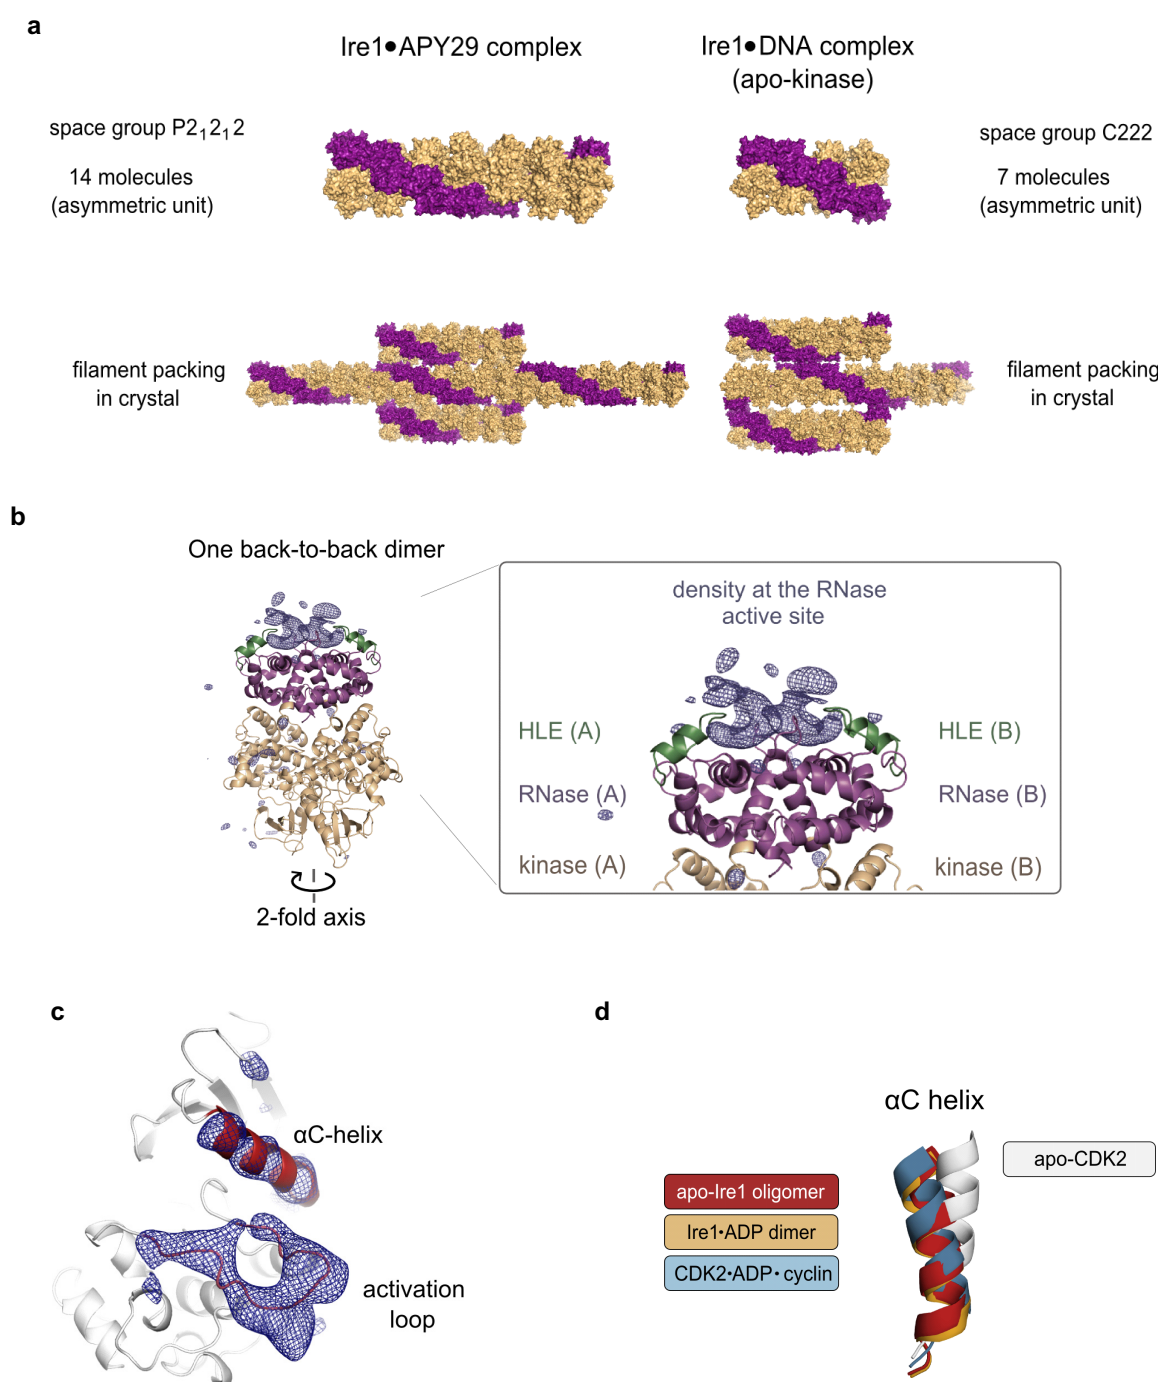 a
Ire1•APY29 complex
Ire1•DNA complex
(apo-kinase)
space group P2₁2₁2
14 molecules
(asymmetric unit)
space group C222
7 molecules
(asymmetric unit)
filament packing
in crystal
filament packing
in crystal
b
One back-to-back dimer
2-fold axis
density at the RNase
active site
HLE (A)
HLE (B)
RNase (A)
RNase (B)
kinase (A)
kinase (B)
c
αC-helix
activation
loop
d
αC helix
apo-CDK2
apo-Ire1 oligomer
Ire1•ADP dimer
CDK2•ADP•cyclin